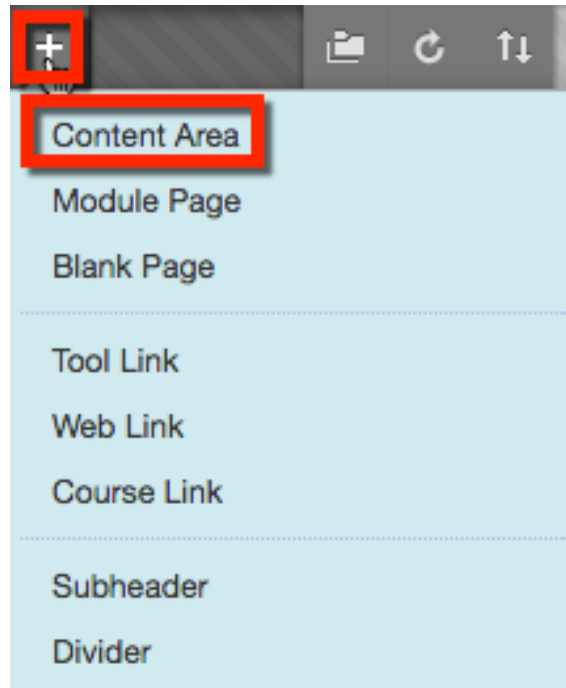 Content Area
Module Page
Blank Page
Tool Link
Web Link
Course Link
Subheader
Divider